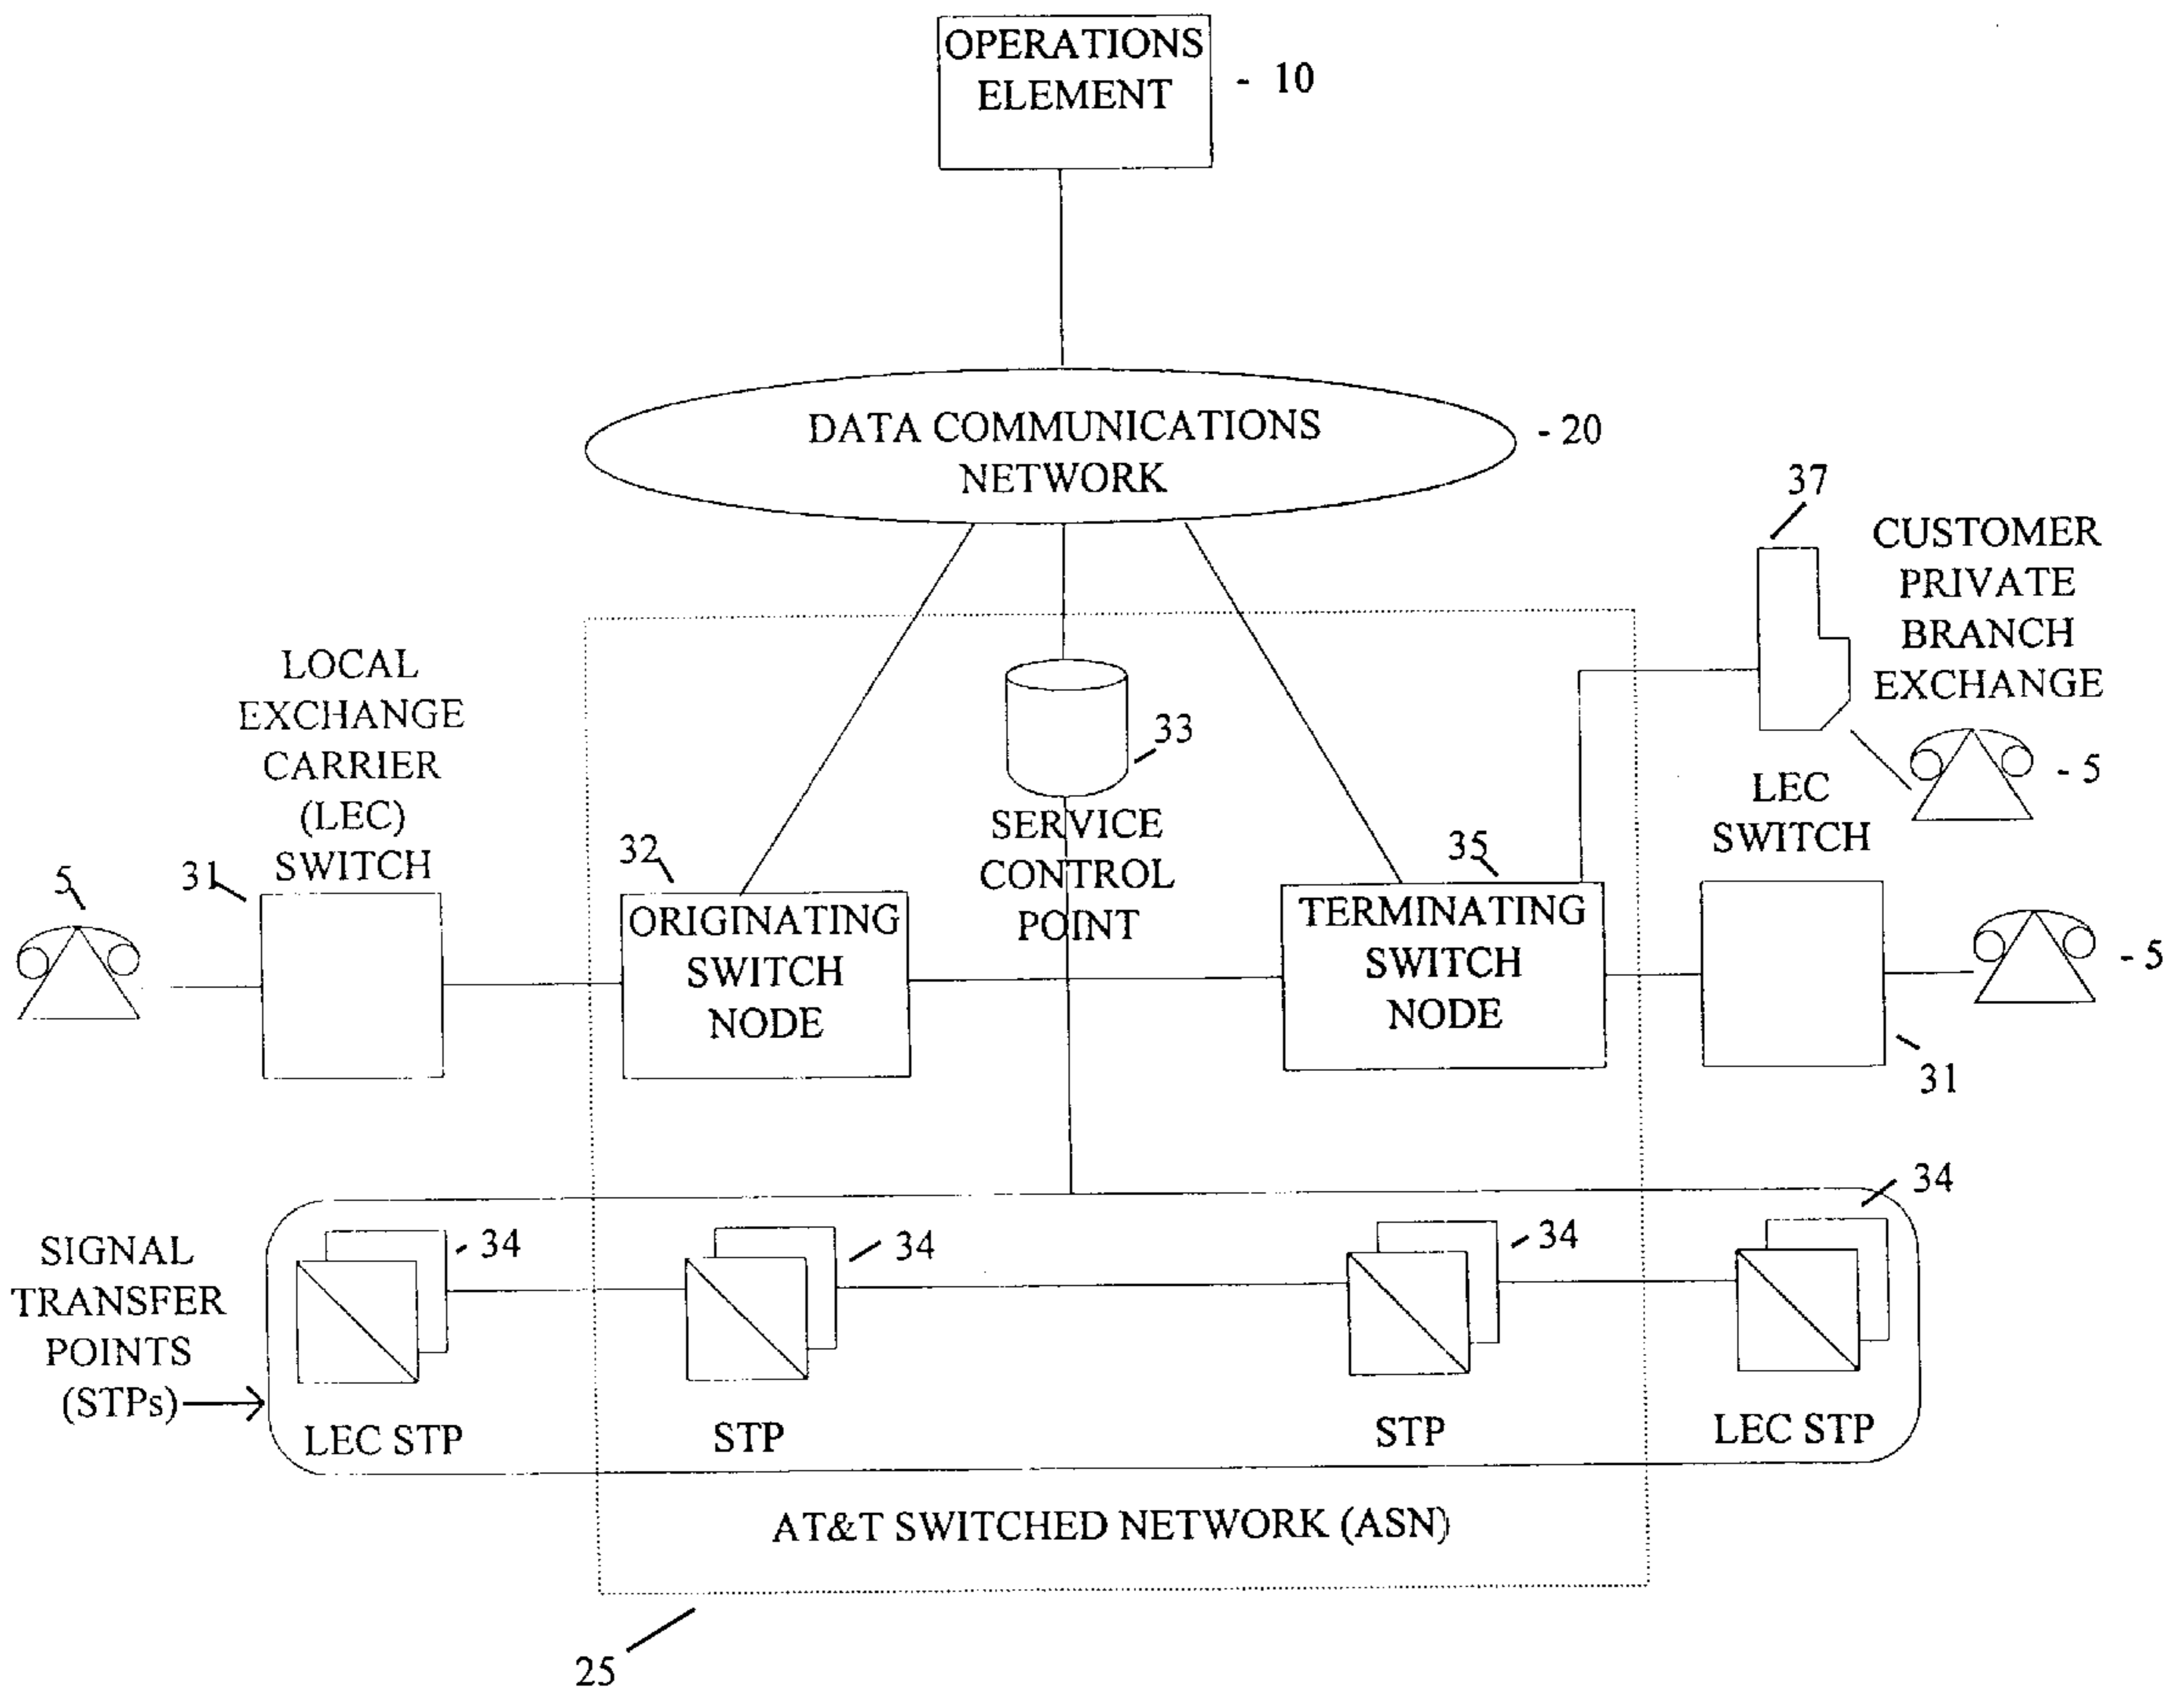 OPERATIONS
ELEMENT
- 10
DATA COMMUNICATIONS
NETWORK
- 20
37
CUSTOMER
PRIVATE
BRANCH
EXCHANGE
- 5
LOCAL
EXCHANGE
CARRIER
(LEC)
SWITCH
31
5
33
SERVICE
CONTROL
POINT
32
ORIGINATING
SWITCH
NODE
35
TERMINATING
SWITCH
NODE
LEC
SWITCH
- 5
31
SIGNAL
TRANSFER
POINTS
(STPs)
34
34
34
34
LEC STP
STP
STP
LEC STP
AT&T SWITCHED NETWORK (ASN)
25